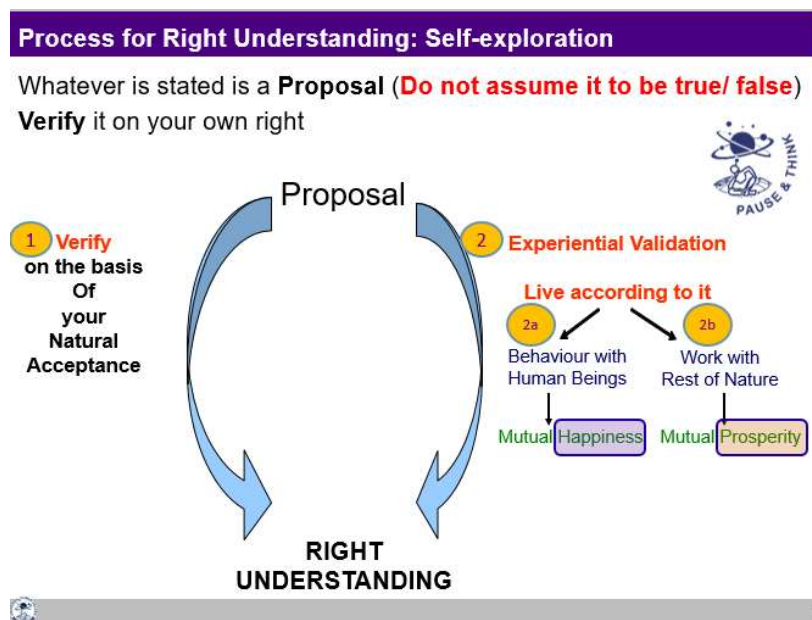 Process for Right Understanding: Self-exploration
Whatever is stated is a Proposal (Do not assume it to be true/ false)
Verify it on your own right
PAUSE & THINK
Proposal
1 Verify
on the basis
Of
your
Natural
Acceptance
2 Experiential Validation
Live according to it
2a
2b
Behaviour with
Human Beings
Work with
Rest of Nature
Mutual Happiness
Mutual Prosperity
RIGHT
UNDERSTANDING